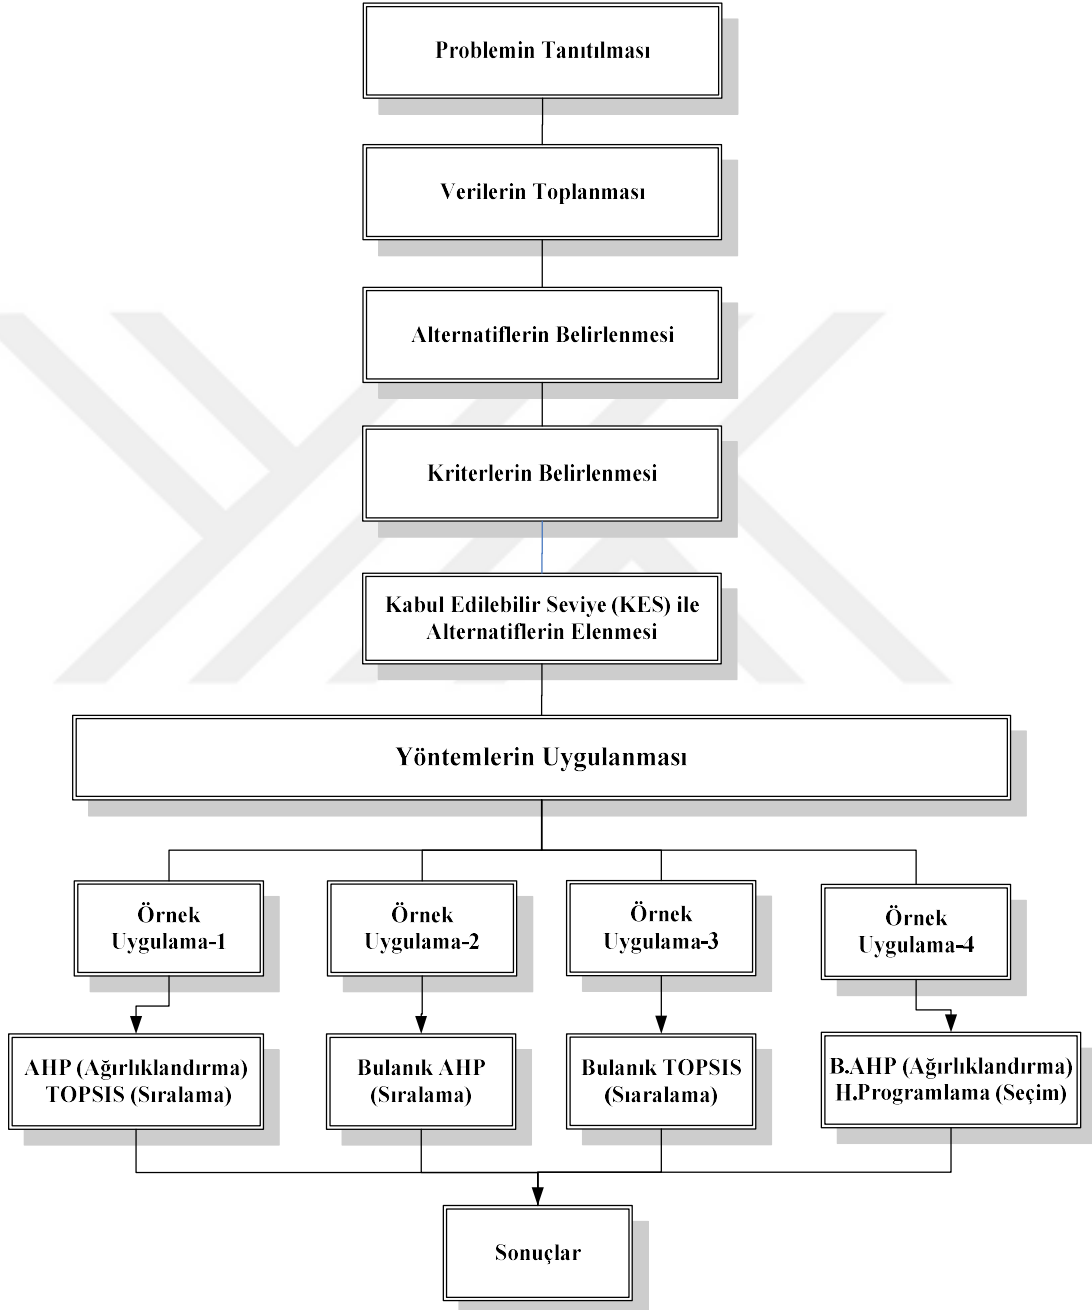 Problemin Tanıtılması
Verilerin Toplanması
Alternatiflerin Belirlenmesi
Kriterlerin Belirlenmesi
Kabul Edilebilir Seviye (KES) ile
Alternatiflerin Elenmesi
Yöntemlerin Uygulanması
Örnek
Uygulama-1
Örnek
Uygulama-2
Örnek
Uygulama-3
Örnek
Uygulama-4
AHP (Ağırlıklandırma)
TOPSIS (Sıralama)
Bulanık AHP
(Sıralama)
Bulanık TOPSIS
(Sıaralama)
B.AHP (Ağırlıklandırma)
H.Programlama (Seçim)
Sonuçlar